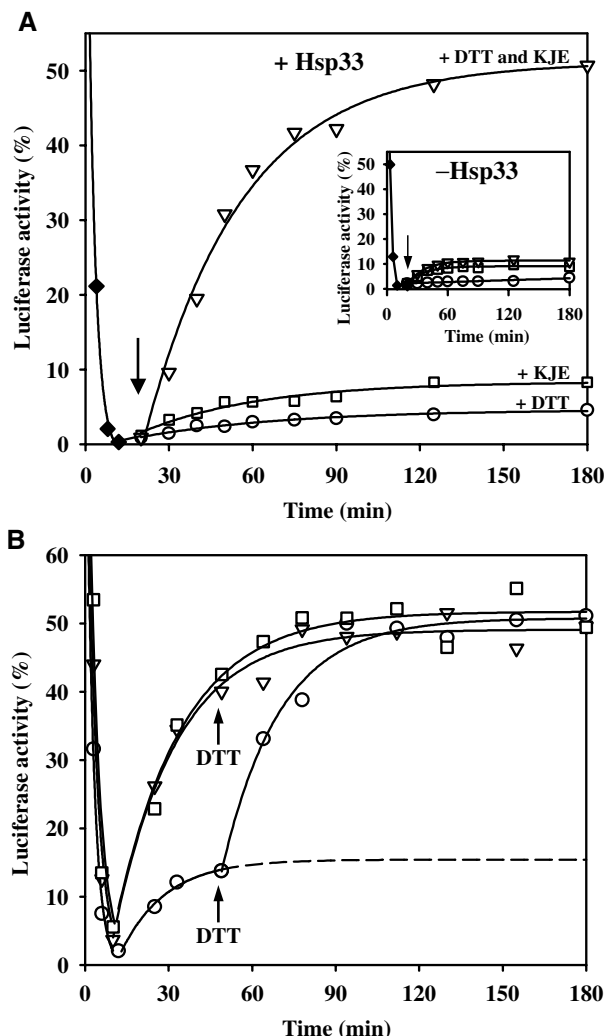 A
+ Hsp33
+ DTT and KJE
+ KJE
+ DTT
Luciferase activity (%)
50
40
30
20
10
0
0 30 60 90 120 150 180
Time (min)
–Hsp33
Luciferase activity (%)
50
40
30
20
10
0
0 60 120 180
Time (min)
B
Luciferase activity (%)
60
50
40
30
20
10
0
DTT
DTT
0 30 60 90 120 150 180
Time (min)